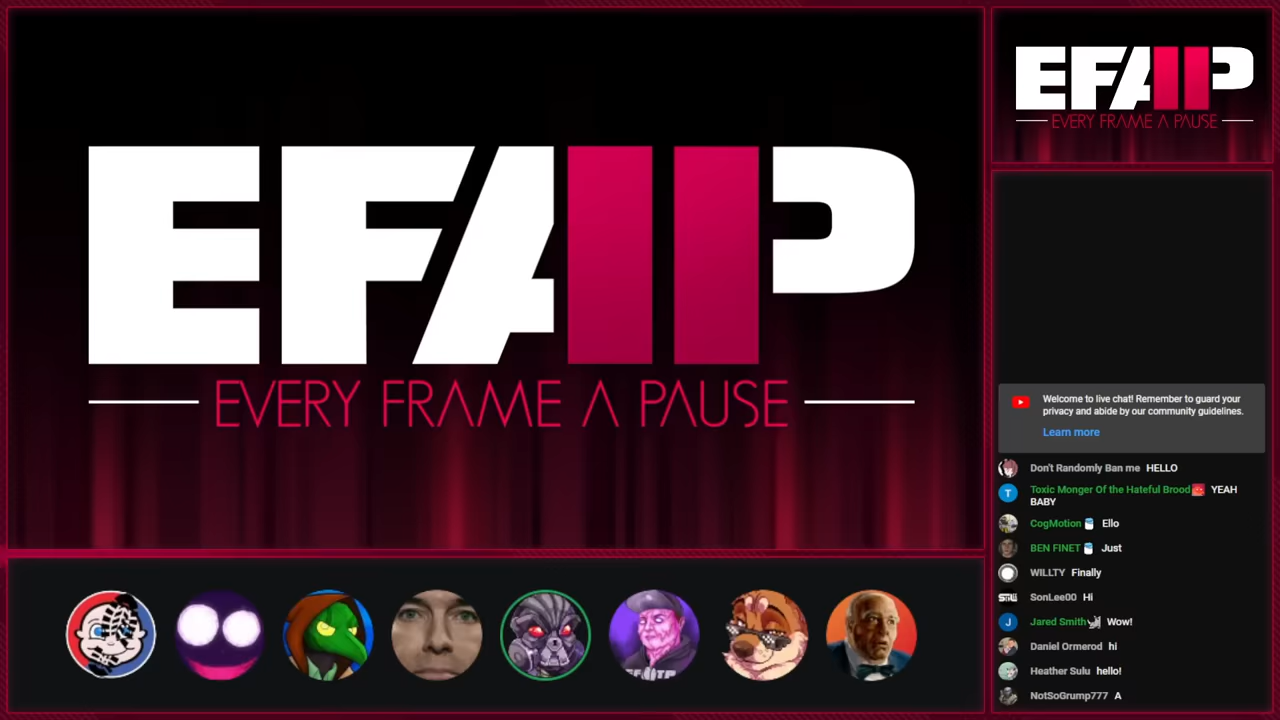 EFAP
EVERY FRAME A PAUSE
EFAP
EVERY FRAME A PAUSE
Welcome to live chat! Remember to guard your
privacy and abide by our community guidelines.
Learn more
Don't Randomly Ban me HELLO
T Toxic Monger Of the Hateful Brood YEAH
BABY
CogMotion Ello
BEN FINET Just
WILLTY Finally
SonLee00 Hi
J Jared Smith Wow!
Daniel Ormerod hi
Heather Sulu hello!
NotSoGrump777 A